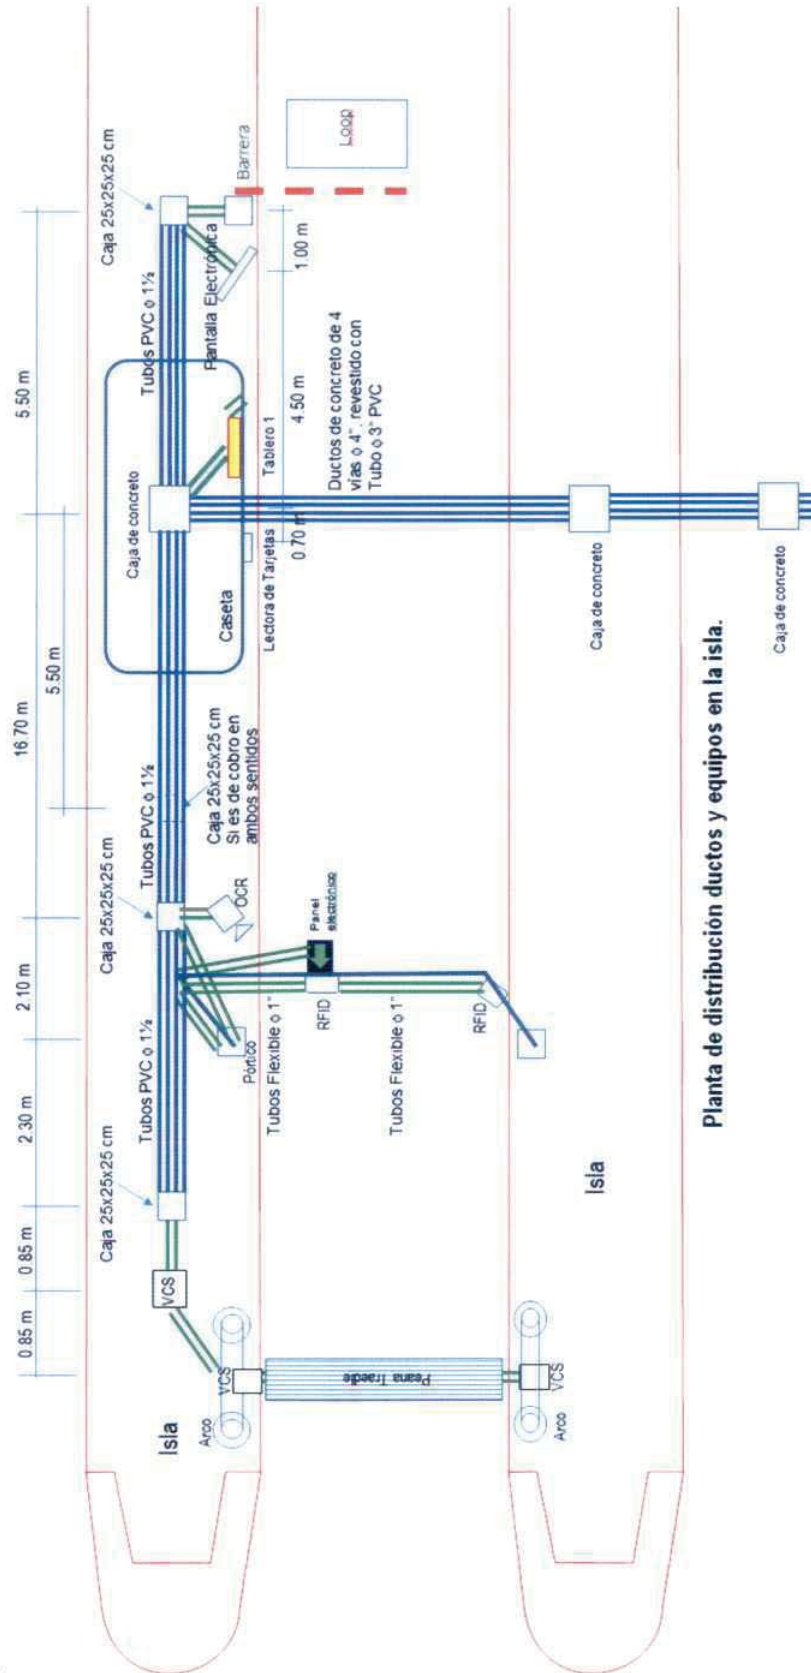 0.85 m
0.85 m
2.30 m
2.10 m
16.70 m
5.50 m
5.50 m
Caja 25x25x25 cm
Tubos PVC ϕ 1½
Caja 25x25x25 cm
Tubos PVC ϕ 1½
Caja de concreto
Tubos PVC ϕ 1½
Caja 25x25x25 cm
Isla
VCS
Arco
VCS
Pórtico
OCR
Caja 25x25x25 cm
Si es de cobro en
ambos sentidos
Caseta
Pantalla Electrónica
Barrera
Lectora de Tarjetas
Tablero 1
0.70 m
4.50 m
1.00 m
Loop
Tubos Flexible ϕ 1"
RFID
Panel
electrónico
Ductos de concreto de 4
vías ϕ 4", revestido con
Tubo ϕ 3" PVC
Peana
Tubos Flexible ϕ 1"
RFID
Arco
VCS
Isla
Caja de concreto
Caja de concreto
Planta de distribución ductos y equipos en la isla.